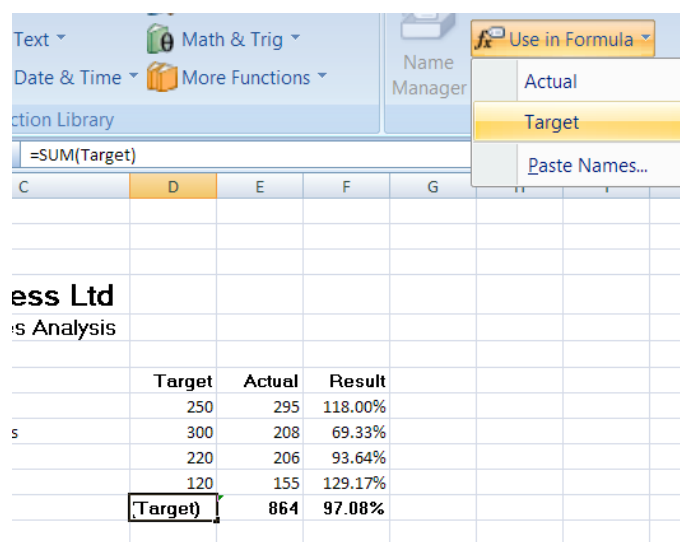 Text
Math & Trig
Use in Formula
Name
Manager
Date & Time
More Functions
Actual
ction Library
Target
=SUM(Target)
Paste Names...
C D E F G
ess Ltd
s Analysis
Target Actual Result
250 295 118.00%
s 300 208 69.33%
220 206 93.64%
120 155 129.17%
(Target) 864 97.08%